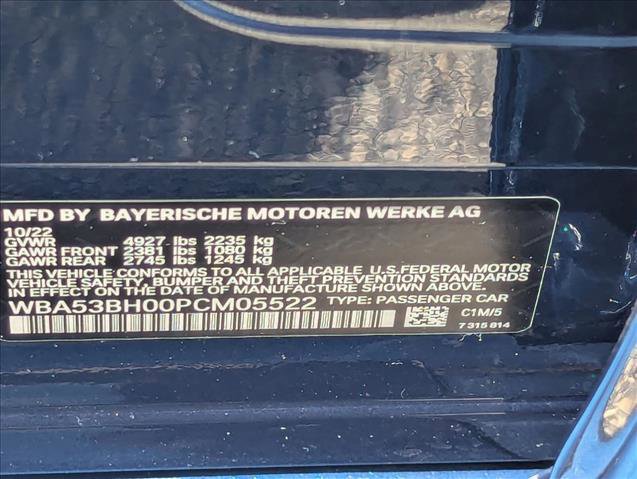 MFD BY BAYERISCHE MOTOREN WERKE AG
10/22
GVWR 4927 lbs 2235 kg
GAWR FRONT 2381 lbs 1080 kg
GAWR REAR 2745 lbs 1245 kg
THIS VEHICLE CONFORMS TO ALL APPLICABLE U.S.FEDERAL MOTOR
VEHICLE SAFETY, BUMPER AND THEFT PREVENTION STANDARDS
IN EFFECT ON THE DATE OF MANUFACTURE SHOWN ABOVE.
WBA53BH00PCM05522 TYPE: PASSENGER CAR
C1M/5
7 315 814